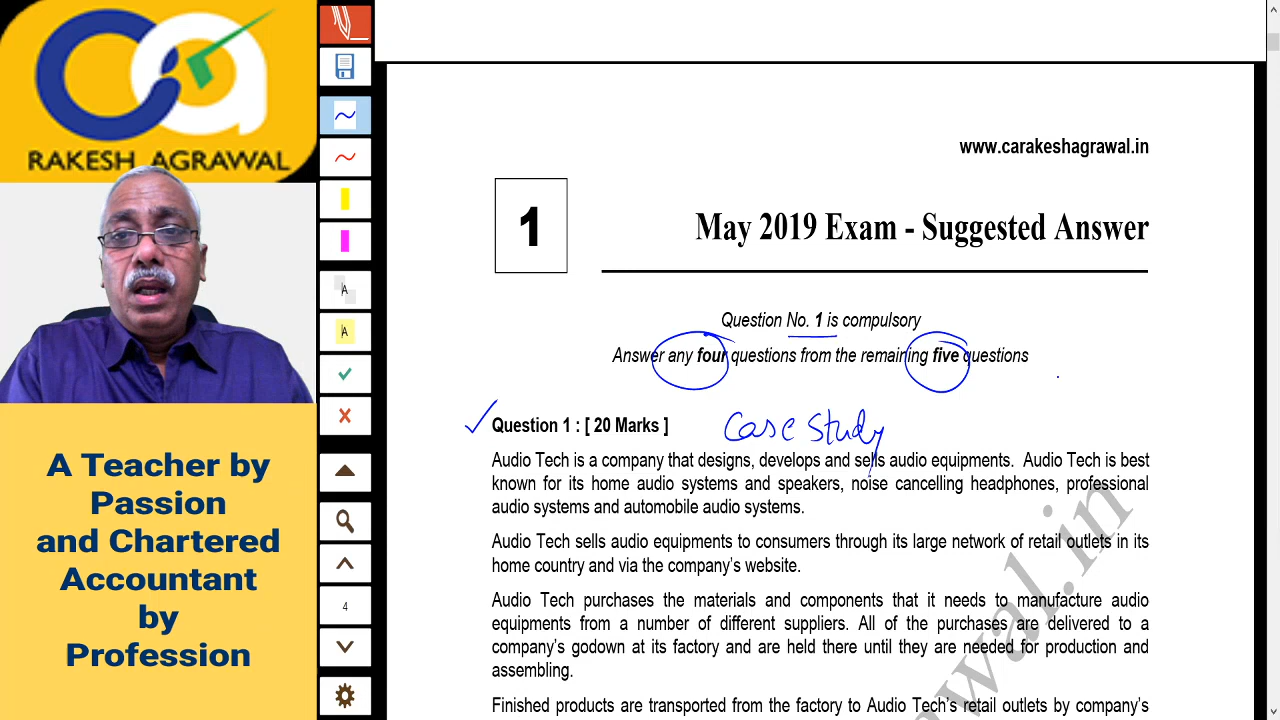 RAKESH AGRAWAL
A Teacher by
Passion
and Chartered
Accountant
by
Profession
A
A
4
www.carakeshagrawal.in
1
May 2019 Exam - Suggested Answer
Question No. 1 is compulsory
Answer any four questions from the remaining five questions
Question 1 : [ 20 Marks ]
Case Study
Audio Tech is a company that designs, develops and sells audio equipments. Audio Tech is best
known for its home audio systems and speakers, noise cancelling headphones, professional
audio systems and automobile audio systems.
Audio Tech sells audio equipments to consumers through its large network of retail outlets in its
home country and via the company's website.
Audio Tech purchases the materials and components that it needs to manufacture audio
equipments from a number of different suppliers. All of the purchases are delivered to a
company's godown at its factory and are held there until they are needed for production and
assembling.
Finished products are transported from the factory to Audio Tech's retail outlets by company's
awal.in